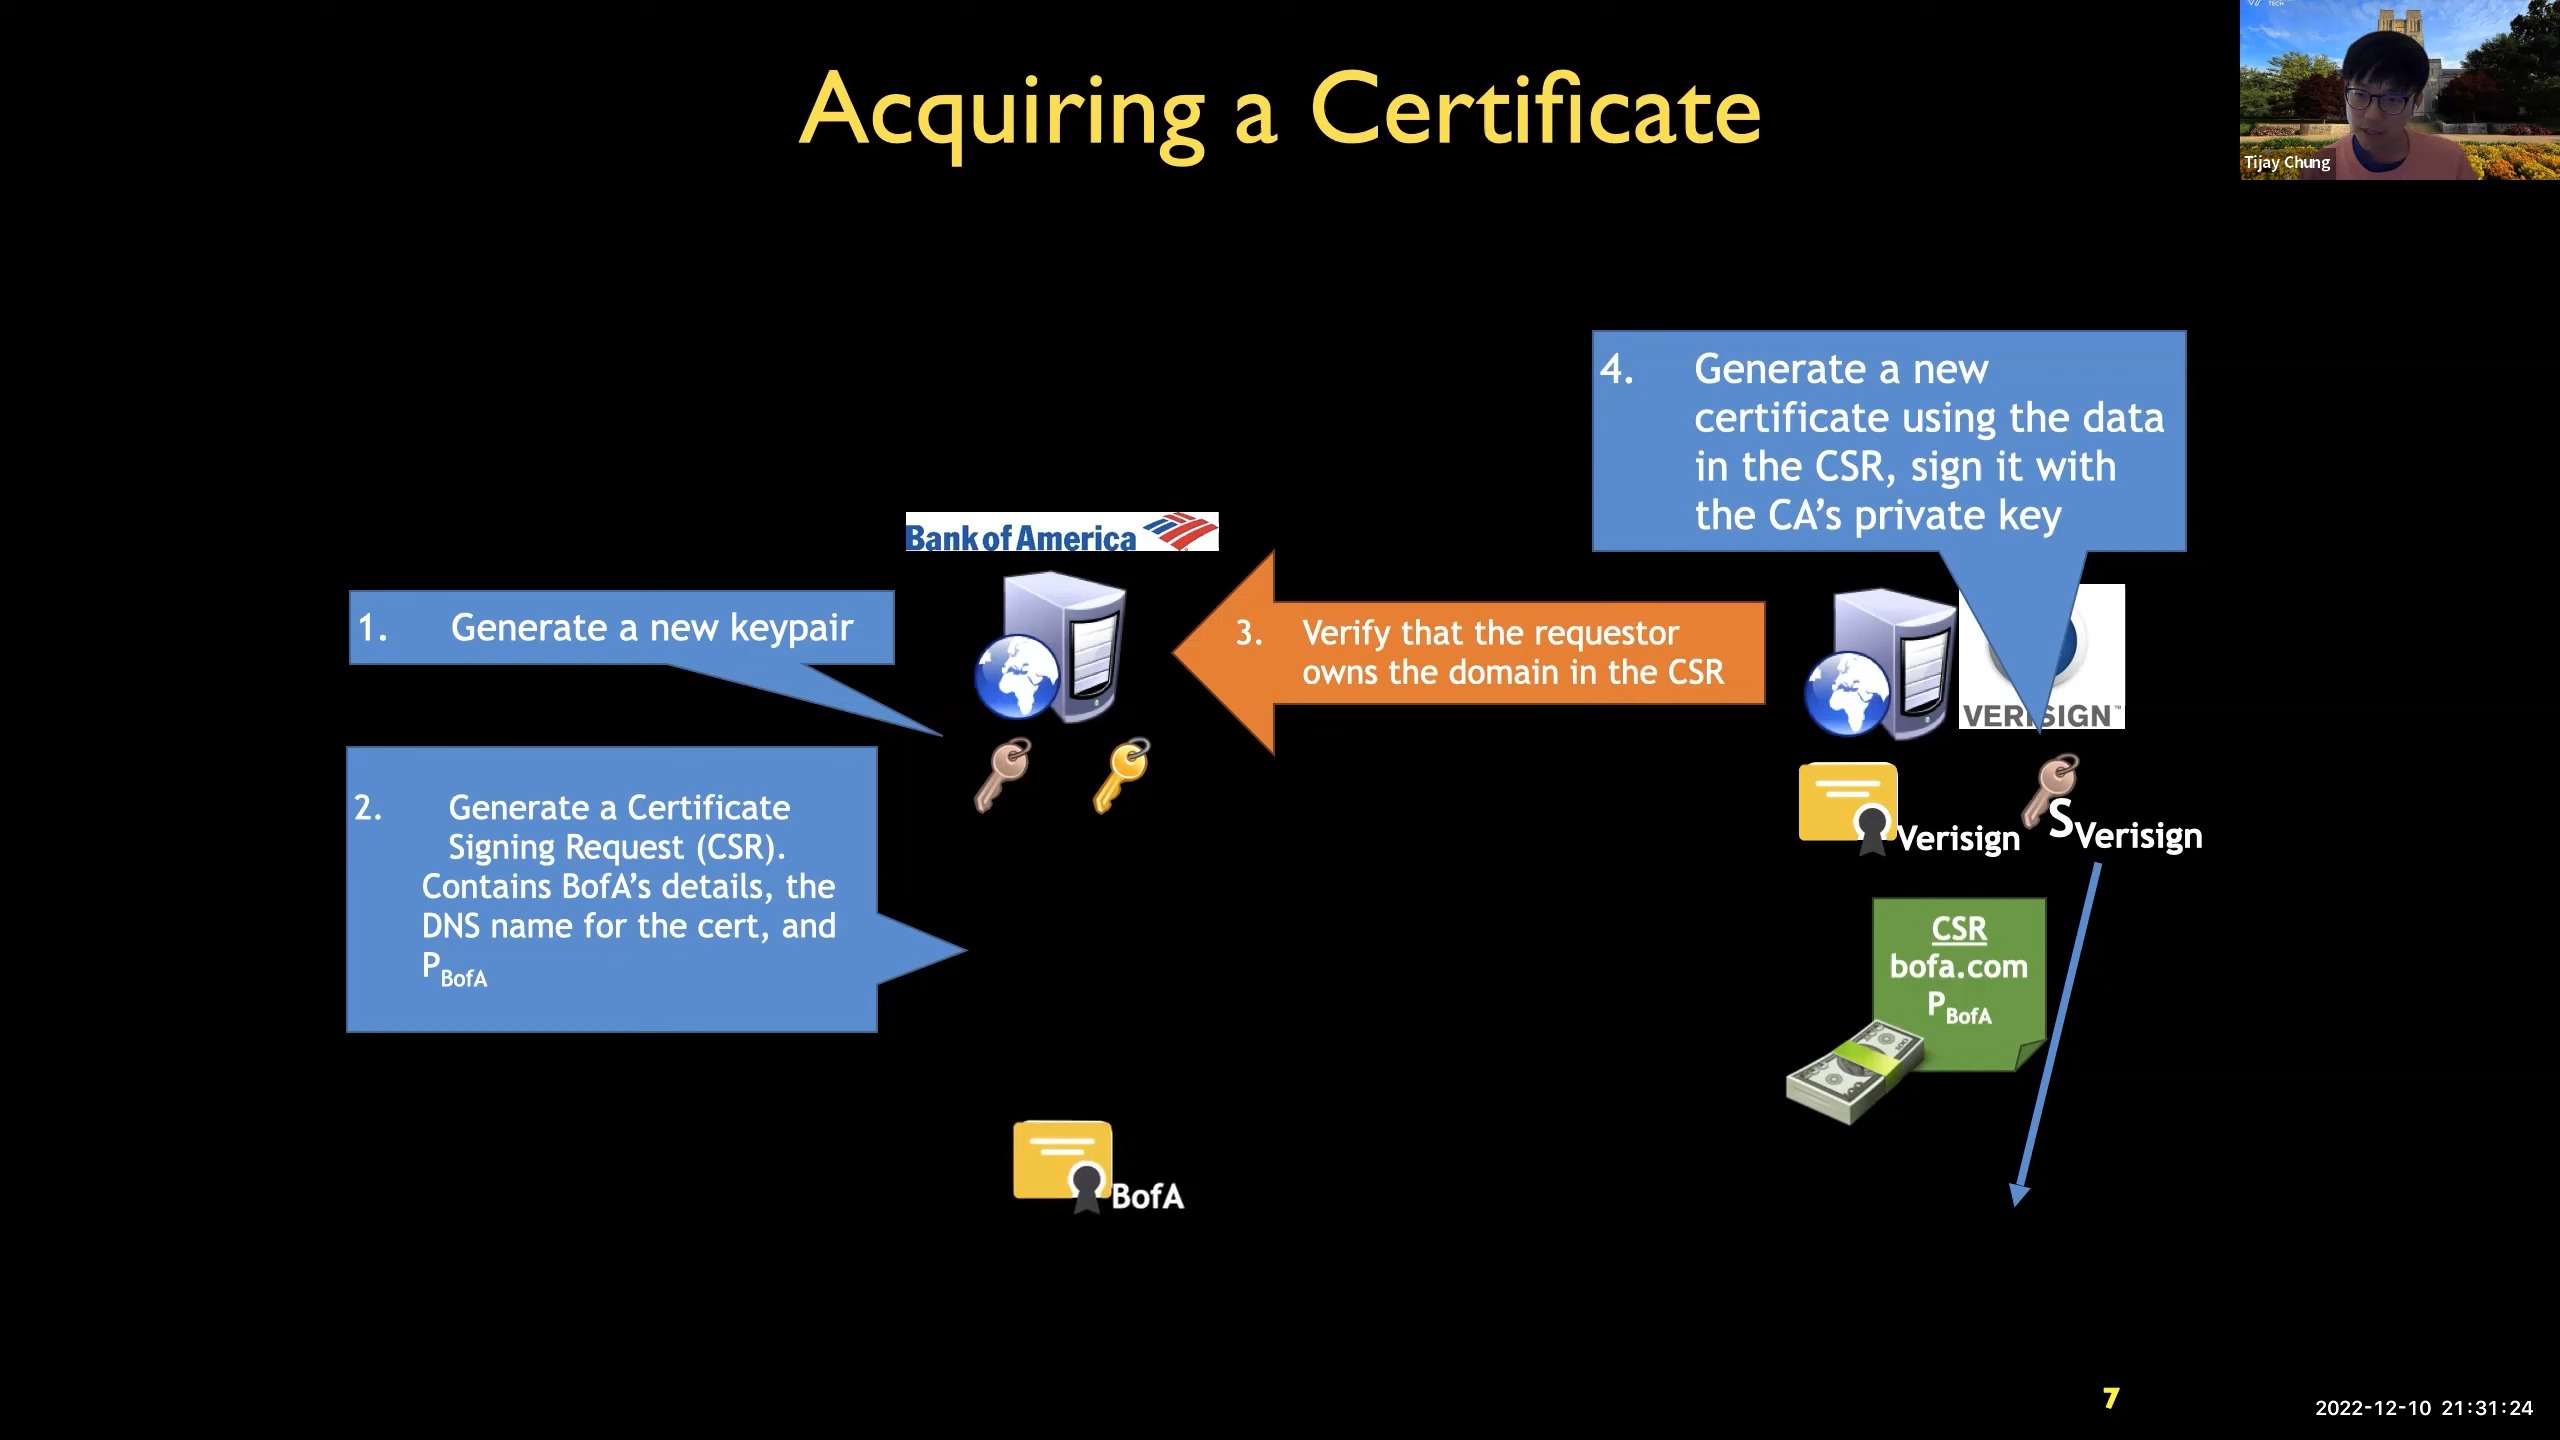 TECH
Acquiring a Certificate
Tijay Chung
4. Generate a new
certificate using the data
in the CSR, sign it with
the CA's private key
Bank of America
1. Generate a new keypair
3. Verify that the requestor
owns the domain in the CSR
VERISIGN™
2. Generate a Certificate
Signing Request (CSR).
Contains BofA's details, the
DNS name for the cert, and
PBofA
Verisign
SVerisign
CSR
bofa.com
PBofA
BofA
7
2022-12-10 21:31:24